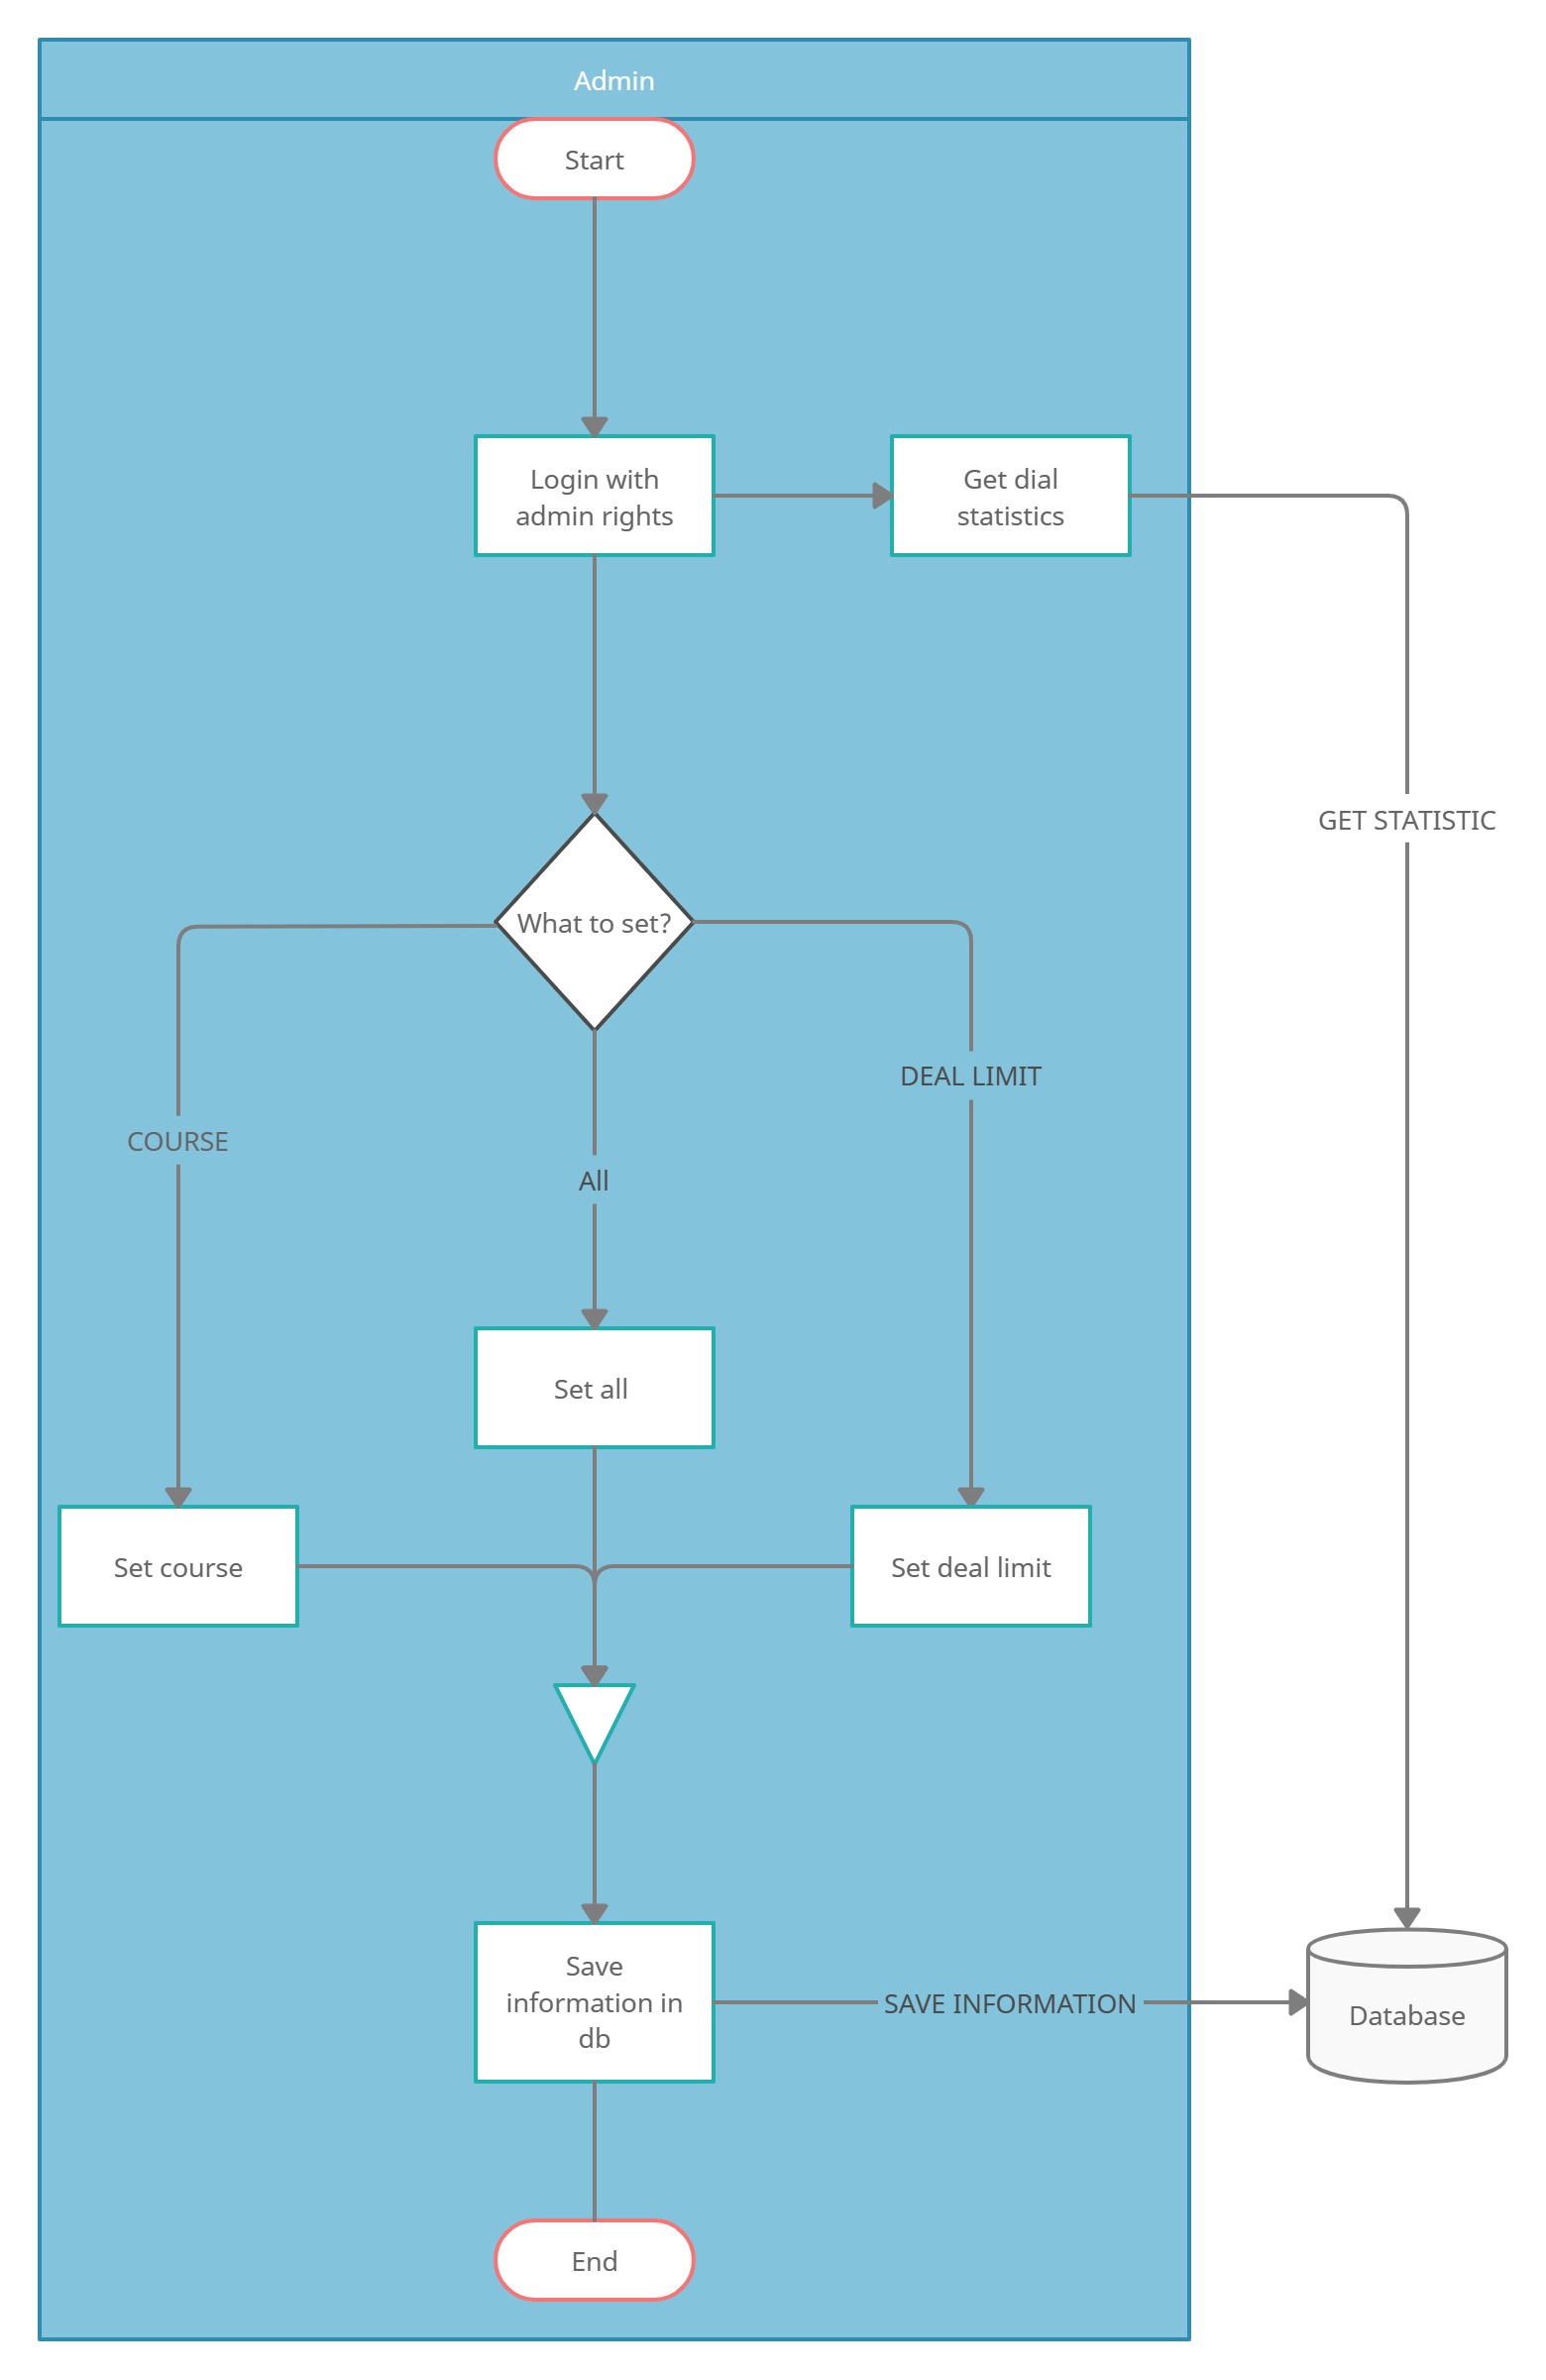 Admin
Start
Login with
admin rights
Get dial
statistics
GET STATISTIC
What to set?
DEAL LIMIT
COURSE
All
Set all
Set course
Set deal limit
Save
information in
db
SAVE INFORMATION
Database
End